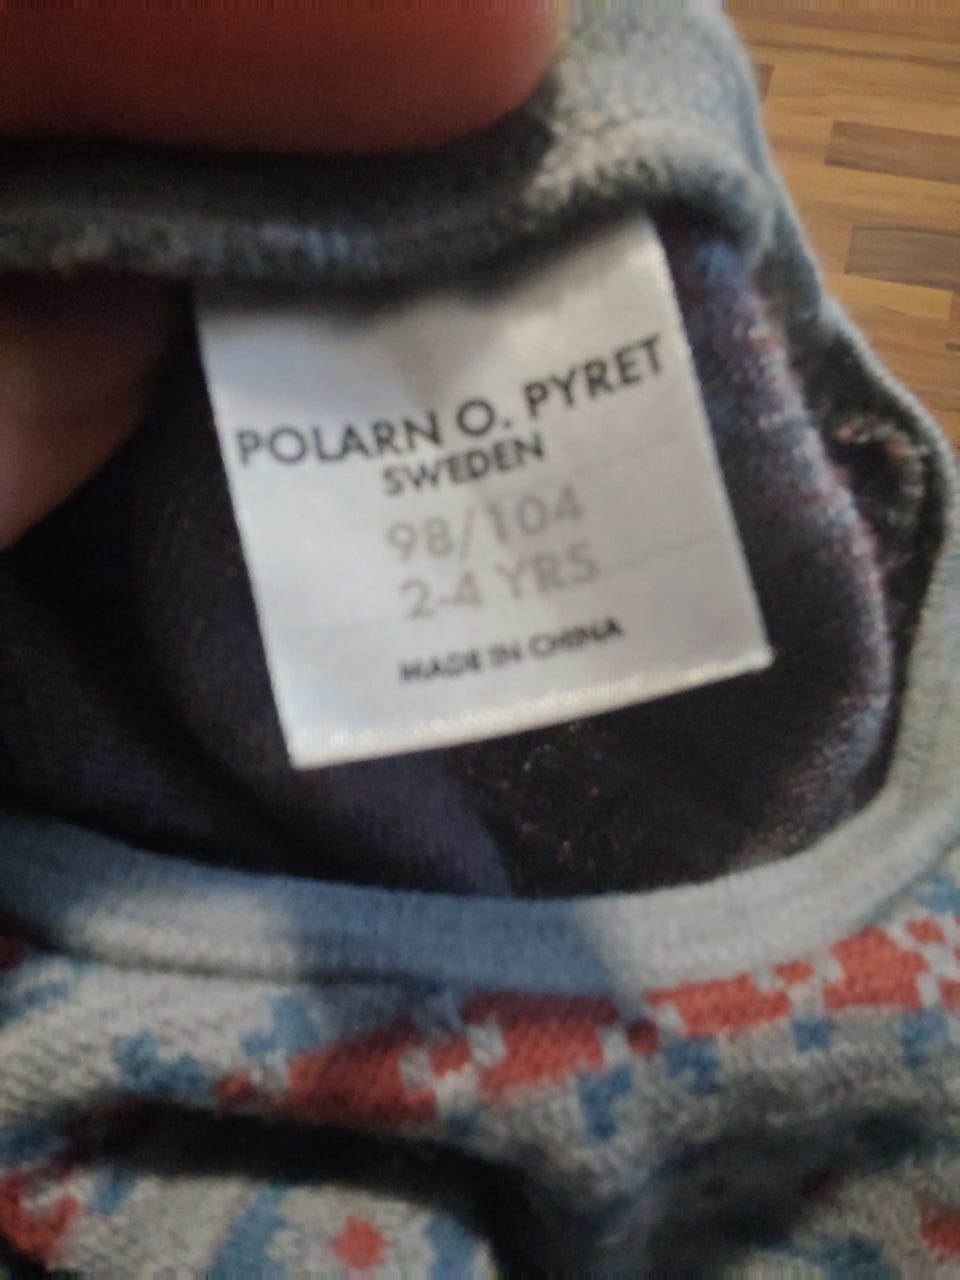 POLARN O. PYRET
SWEDEN
98/104
2-4 YRS
MADE IN CHINA